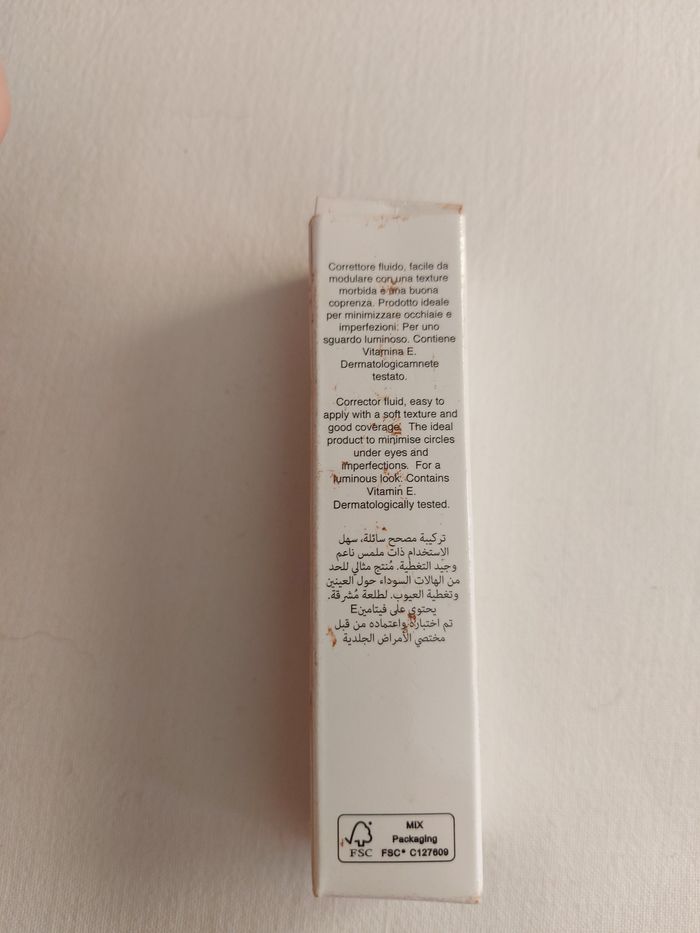 Correttore fluido, facile da
modulare con una texture
morbida e una buona
coprenza. Prodotto ideale
per minimizzare occhiaie e
imperfezioni: Per uno
sguardo luminoso. Contiene
Vitamina E.
Dermatologicamnete
testato.
Corrector fluid, easy to
apply with a soft texture and
good coverage. The ideal
product to minimise circles
under eyes and
imperfections. For a
luminous look. Contains
Vitamin E.
Dermatologically tested.
تركيبة مصحح سائلة، سهل
الاستخدام ذات ملمس ناعم
وجيّد التغطية. مُنتج مثالي للحد
من الهالات السوداء حول العينين
وتغطية العيوب. لطلعة مُشرقة.
يحتوي على فيتامينE
تم اختباره واعتماده من قبل
مختصي الأمراض الجلدية
MIX
Packaging
FSC FSC® C127609